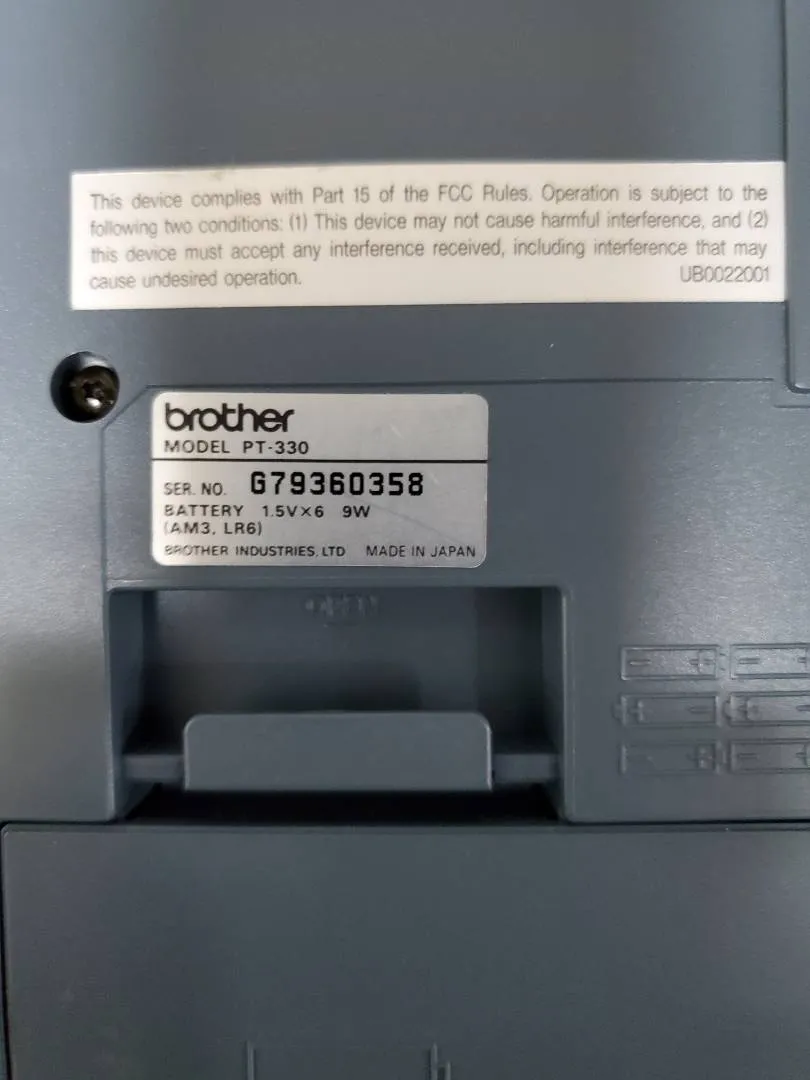 This device complies with Part 15 of the FCC Rules. Operation is subject to the
following two conditions: (1) This device may not cause harmful interference, and (2)
this device must accept any interference received, including interference that may
cause undesired operation. UB0022001
brother
MODEL PT-330
SER. NO. G79360358
BATTERY 1.5V×6 9W
(AM3, LR6)
BROTHER INDUSTRIES, LTD MADE IN JAPAN